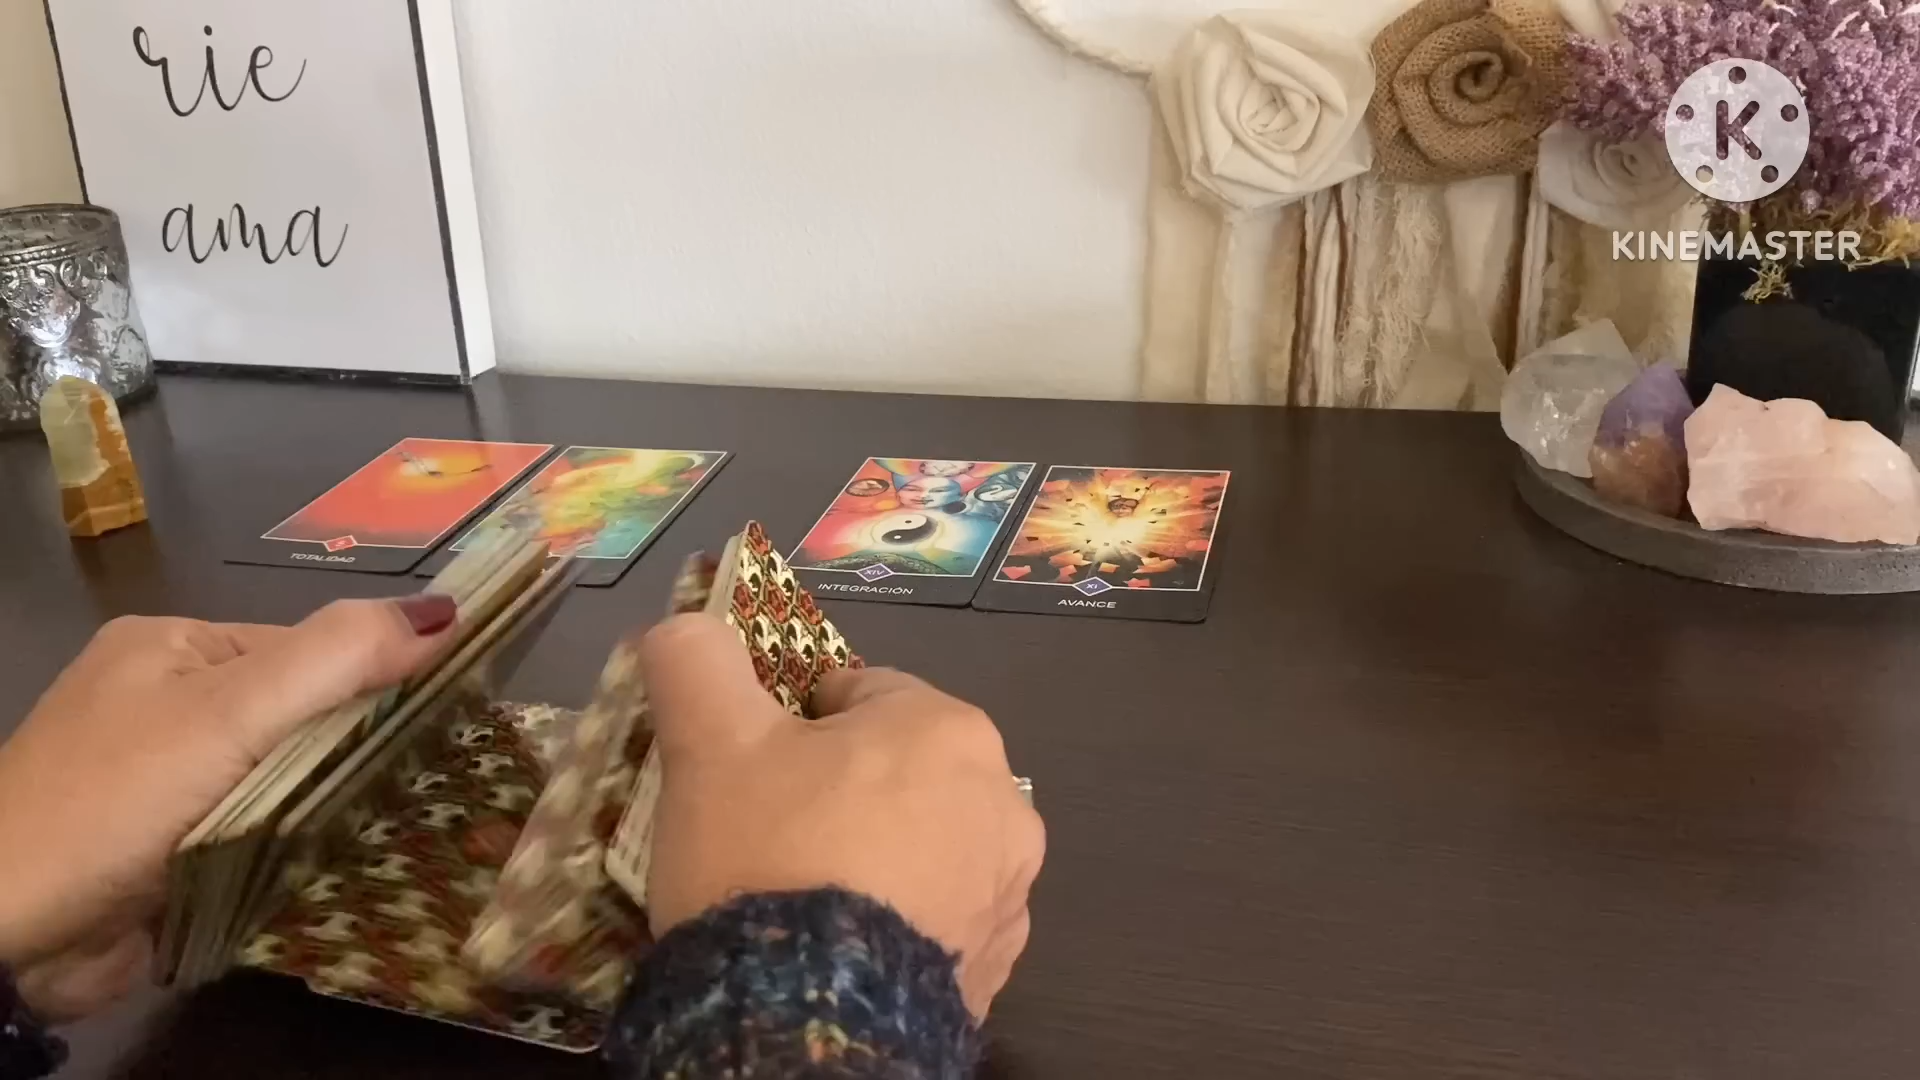 rie
ama
K
KINEMASTER
TOTALIDAD
XIV
INTEGRACIÓN
XI
AVANCE